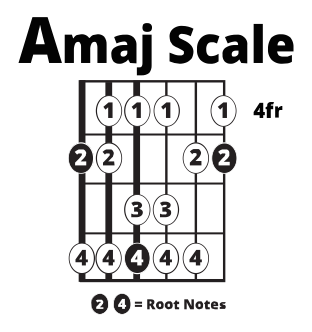 Amaj Scale
1 1 1 1 4fr
2 2 2 2
3 3
4 4 4 4 4
2 4 = Root Notes